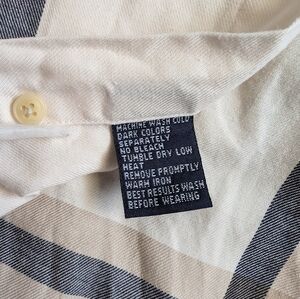 MACHINE WASH COLD
DARK COLORS
SEPARATELY
NO BLEACH
TUMBLE DRY LOW
HEAT
REMOVE PROMPTLY
WARM IRON
BEST RESULTS WASH
BEFORE WEARING